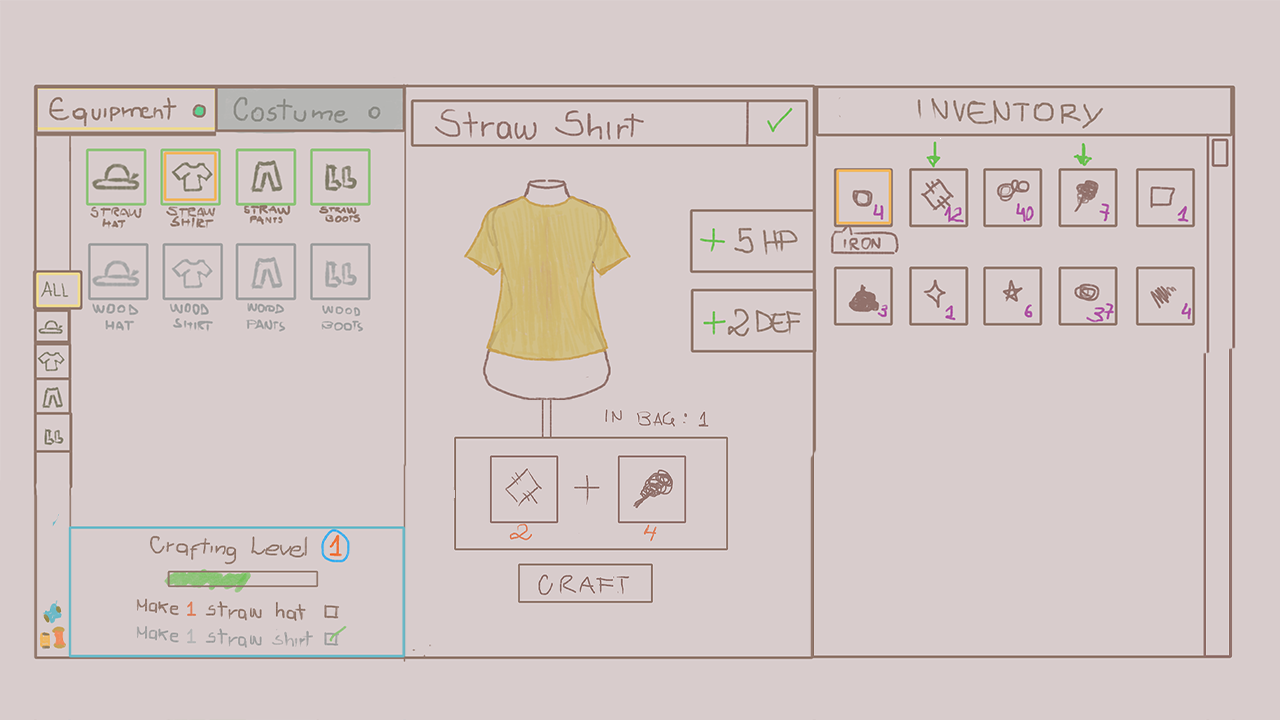 Equipment
Costume
STRAW HAT
STRAW SHIRT
STRAW PANTS
STRAW BOOTS
WOOD HAT
WOOD SHIRT
WOOD PANTS
WOOD BOOTS
ALL
Crafting Level 1
Make 1 straw hat
Make 1 straw shirt
Straw Shirt
+ 5 HP
+2 DEF
IN BAG: 1
+
2
4
CRAFT
INVENTORY
4
12
40
7
1
IRON
3
1
6
37
4